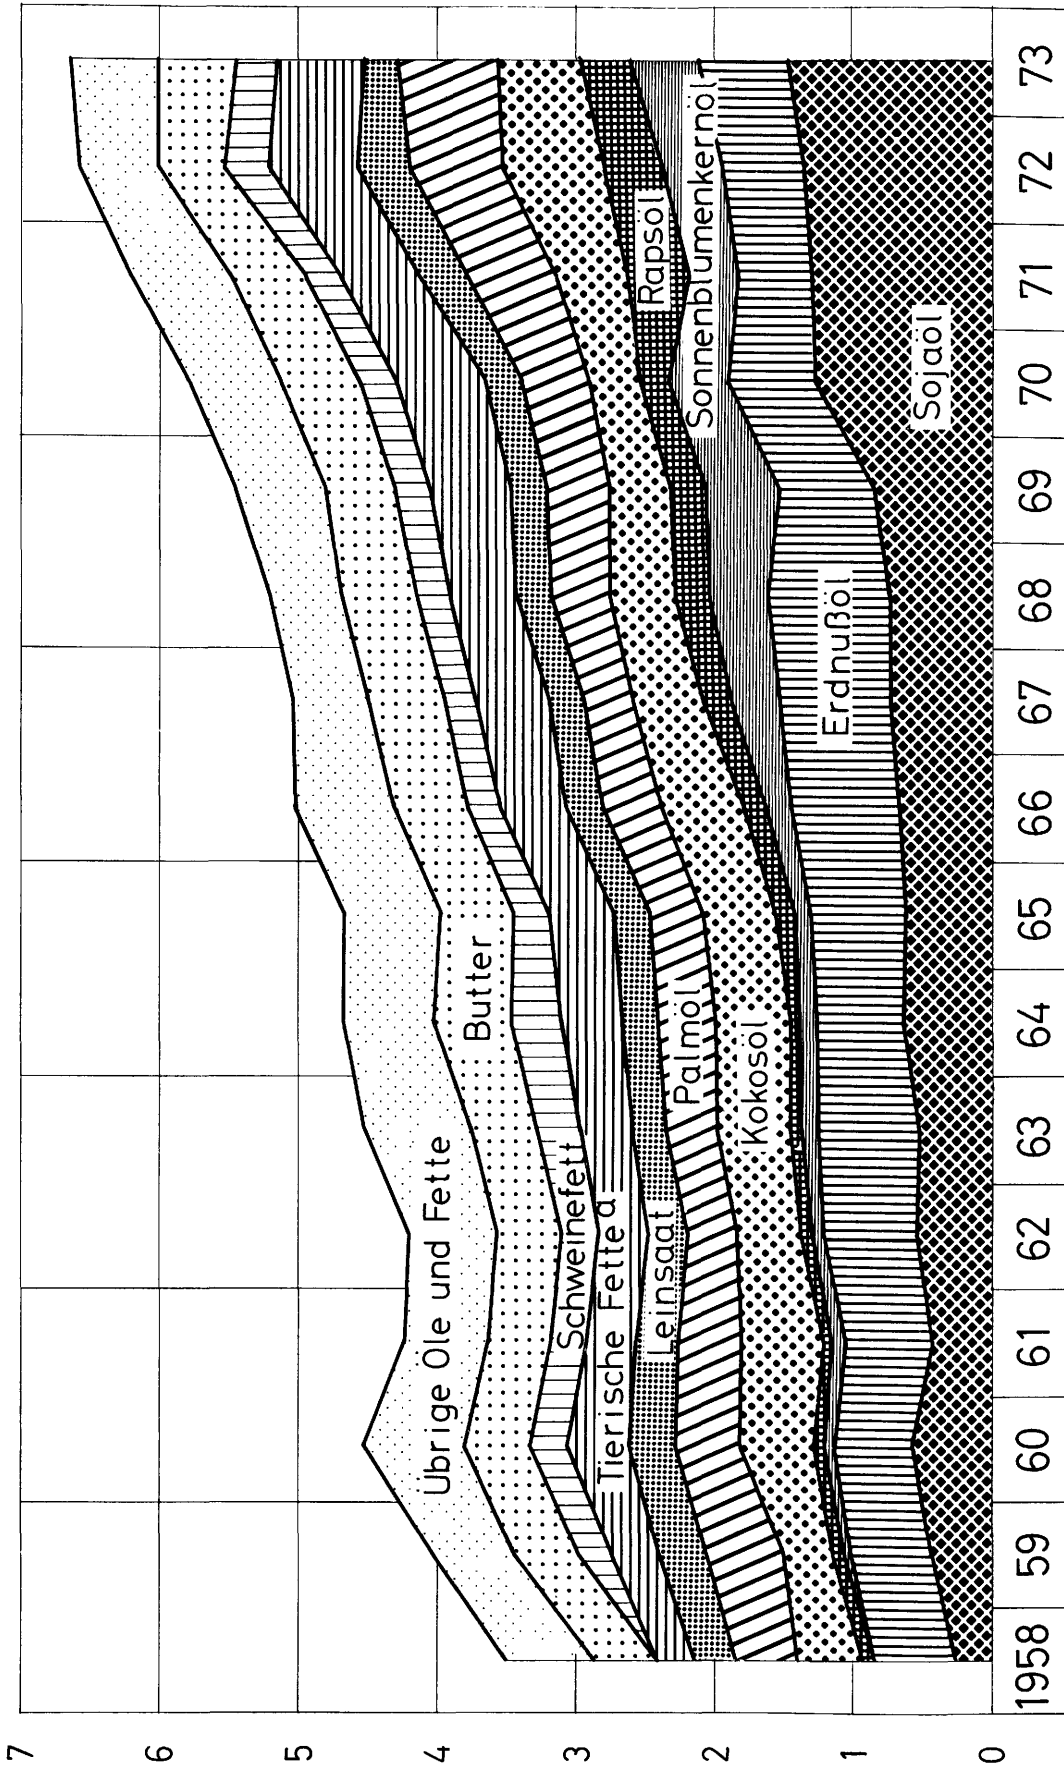 7
6
5
4
3
2
1
0
Übrige Ole und Fette
Butter
Schweinefett
Tierische Fette a
Leinsaat
Palmöl
Kokosöl
Rapsöl
Sonnenblumenkernöl
Erdnußöl
Sojaöl
1958 59 60 61 62 63 64 65 66 67 68 69 70 71 72 73